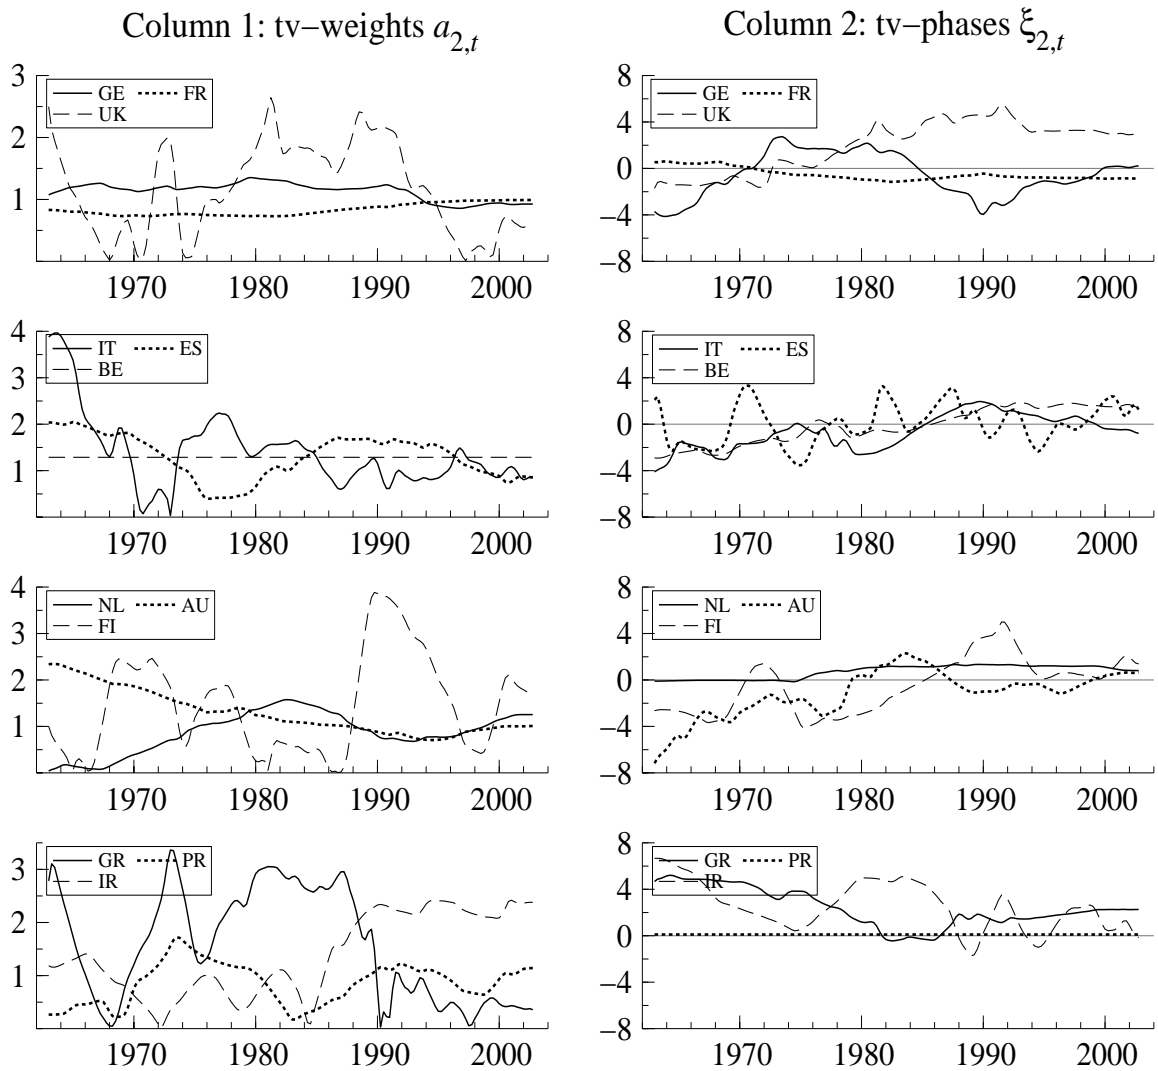 Column 1: tv−weights a2,t
Column 2: tv−phases ξ2,t
3
2
1
GE FR
UK
1970 1980 1990 2000
8
4
0
−4
−8
GE FR
UK
1970 1980 1990 2000
4
3
2
1
IT ES
BE
1970 1980 1990 2000
8
4
0
−4
−8
IT ES
BE
1970 1980 1990 2000
4
3
2
1
NL AU
FI
1970 1980 1990 2000
8
4
0
−4
−8
NL AU
FI
1970 1980 1990 2000
3
2
1
GR PR
IR
1970 1980 1990 2000
8
4
0
−4
−8
GR PR
IR
1970 1980 1990 2000